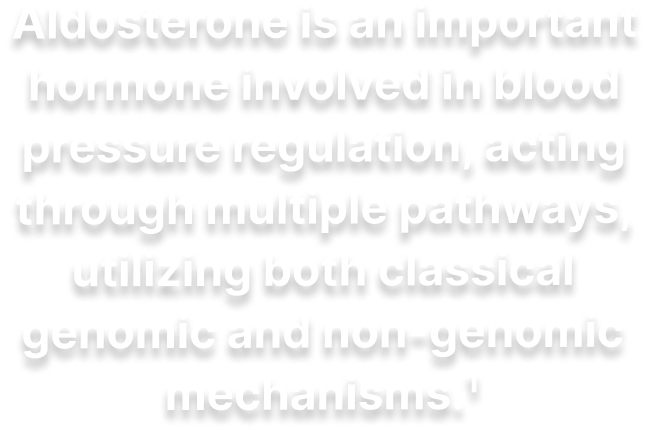 Aldosterone is an important
hormone involved in blood
pressure regulation, acting
through multiple pathways,
utilizing both classical
genomic and non-genomic
mechanisms.¹